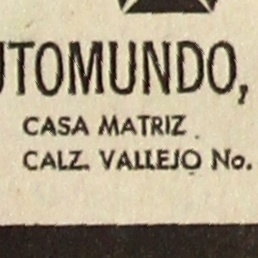 UTOMUNDO,
CASA MATRIZ
CALZ. VALLEJO No.